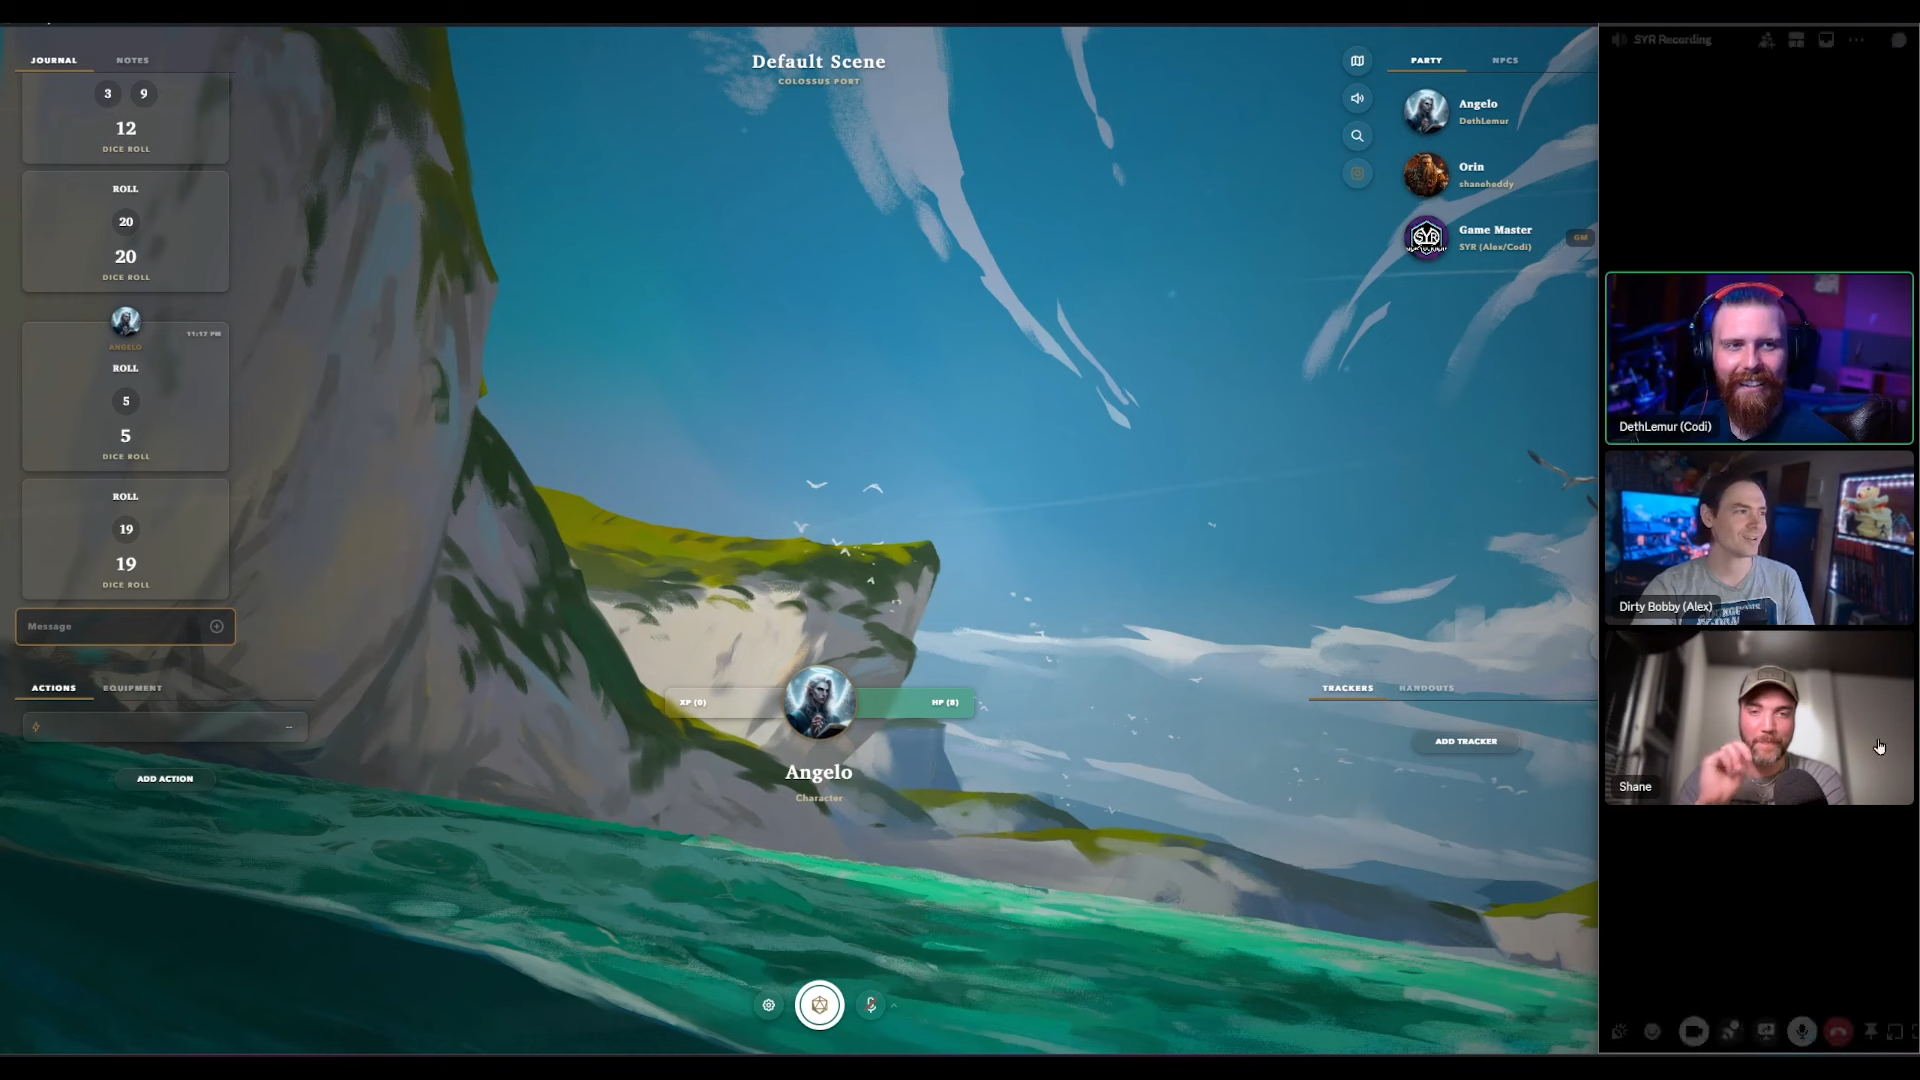 JOURNAL
NOTES
3
9
12
DICE ROLL
ROLL
20
20
DICE ROLL
11:17 PM
ANGELO
ROLL
5
5
DICE ROLL
ROLL
19
19
DICE ROLL
Message
ACTIONS
EQUIPMENT
--
ADD ACTION
Default Scene
COLOSSUS PORT
XP (0)
HP (8)
Angelo
Character
PARTY
NPCS
Angelo
DethLemur
Orin
shaneheddy
SYR
Game Master
SYR (Alex/Codi)
GM
TRACKERS
HANDOUTS
ADD TRACKER
SYR Recording
DethLemur (Codi)
Dirty Bobby (Alex)
Shane